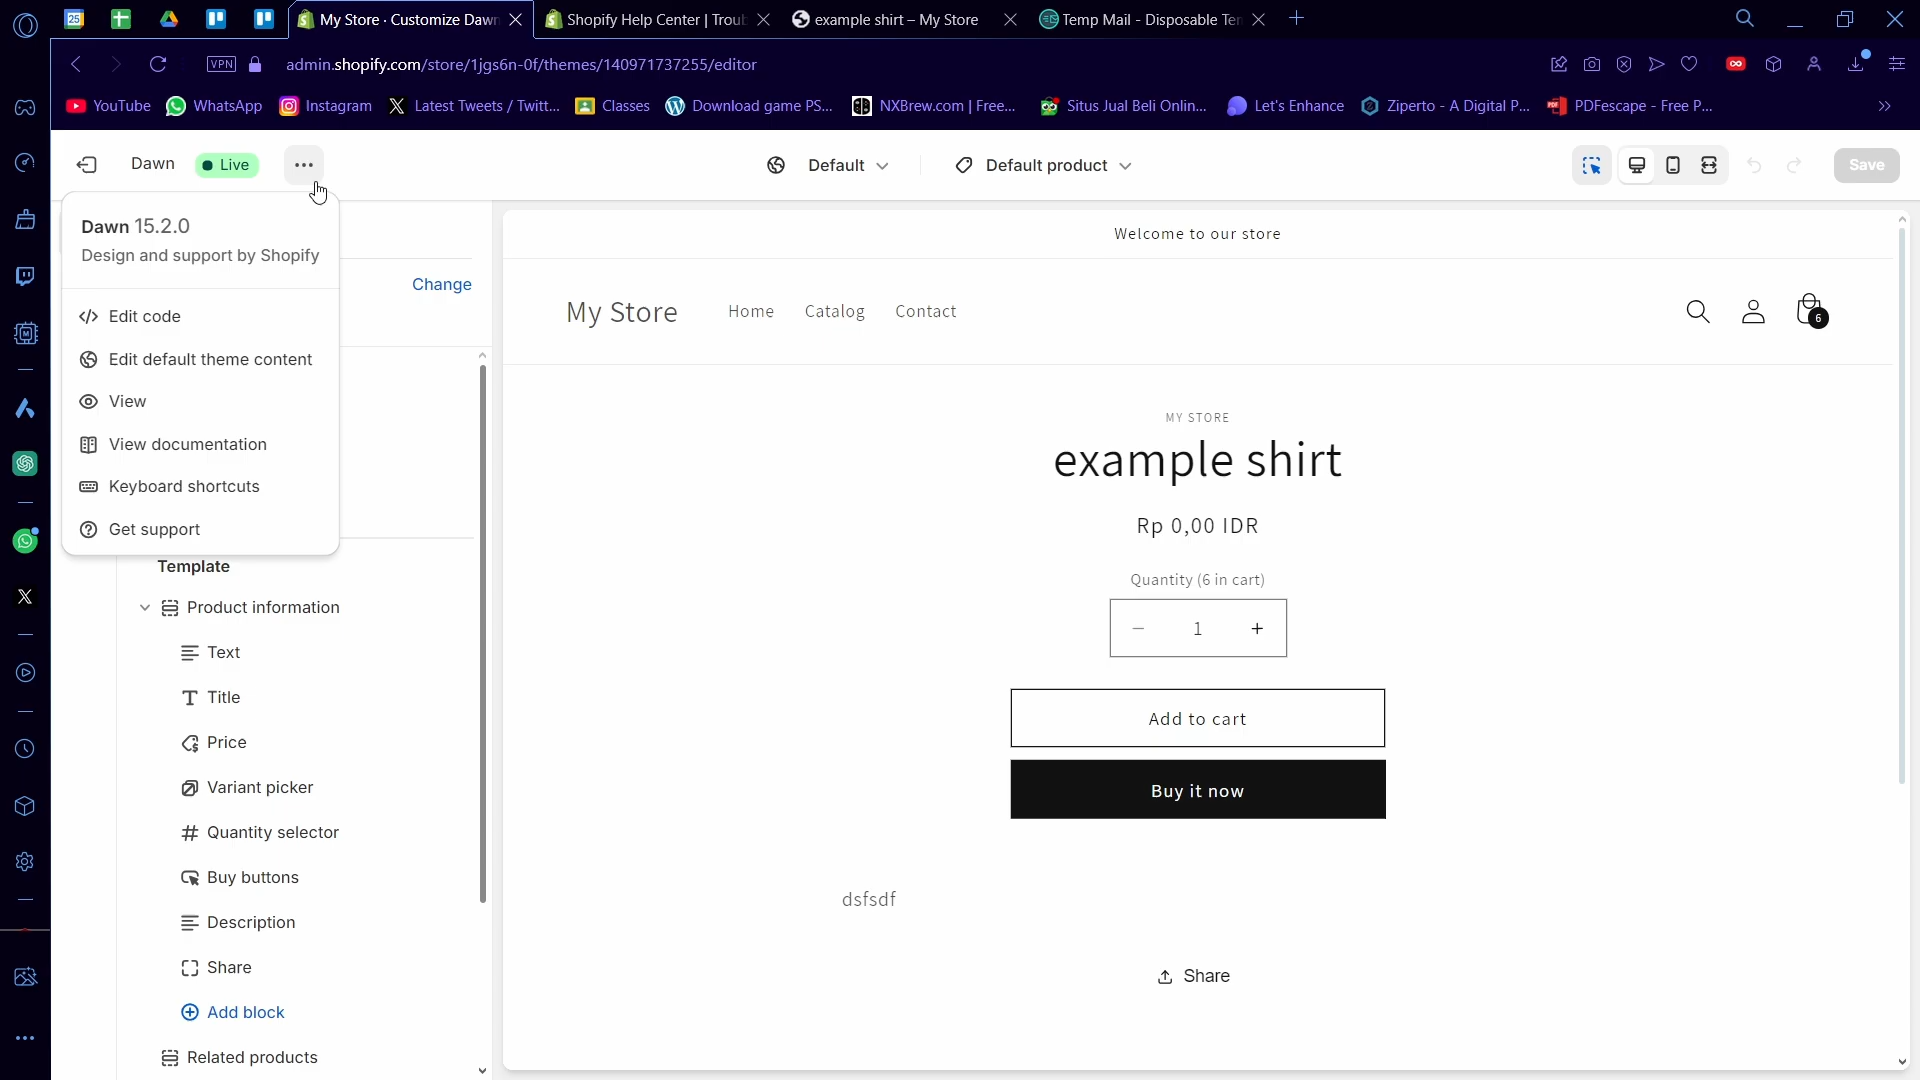 My Store · Customize Dawn
Shopify Help Center | Troub
example shirt – My Store
Temp Mail - Disposable Ten
VPN
admin.shopify.com/store/1jgs6n-0f/themes/140971737255/editor
YouTube
WhatsApp
Instagram
Latest Tweets / Twitt...
Classes
Download game PS...
NXBrew.com | Free...
Situs Jual Beli Onlin...
Let's Enhance
Ziperto - A Digital P...
PDFescape - Free P...
Dawn
Live
Default
Default product
Save
Dawn 15.2.0
Design and support by Shopify
Change
Edit code
Edit default theme content
View
View documentation
Keyboard shortcuts
Get support
Template
Product information
Text
Title
Price
Variant picker
Quantity selector
Buy buttons
Description
Share
Add block
Related products
Welcome to our store
My Store
Home
Catalog
Contact
6
MY STORE
example shirt
Rp 0,00 IDR
Quantity (6 in cart)
1
Add to cart
Buy it now
dsfsdf
Share